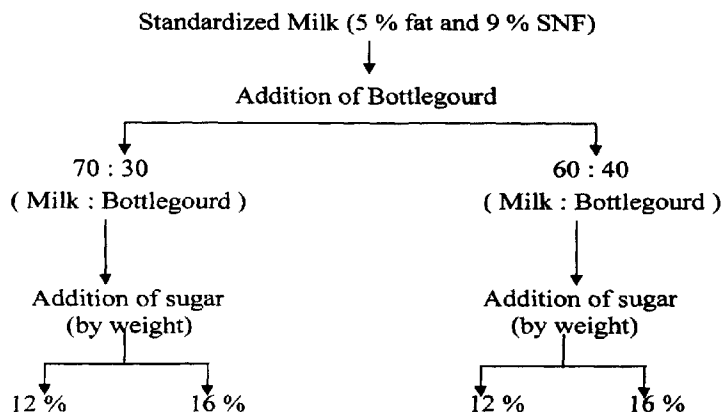 Standardized Milk (5 % fat and 9 % SNF)
Addition of Bottlegourd
70 : 30
( Milk : Bottlegourd )
Addition of sugar
(by weight)
12 %
16 %
60 : 40
( Milk : Bottlegourd )
Addition of sugar
(by weight)
12 %
16 %